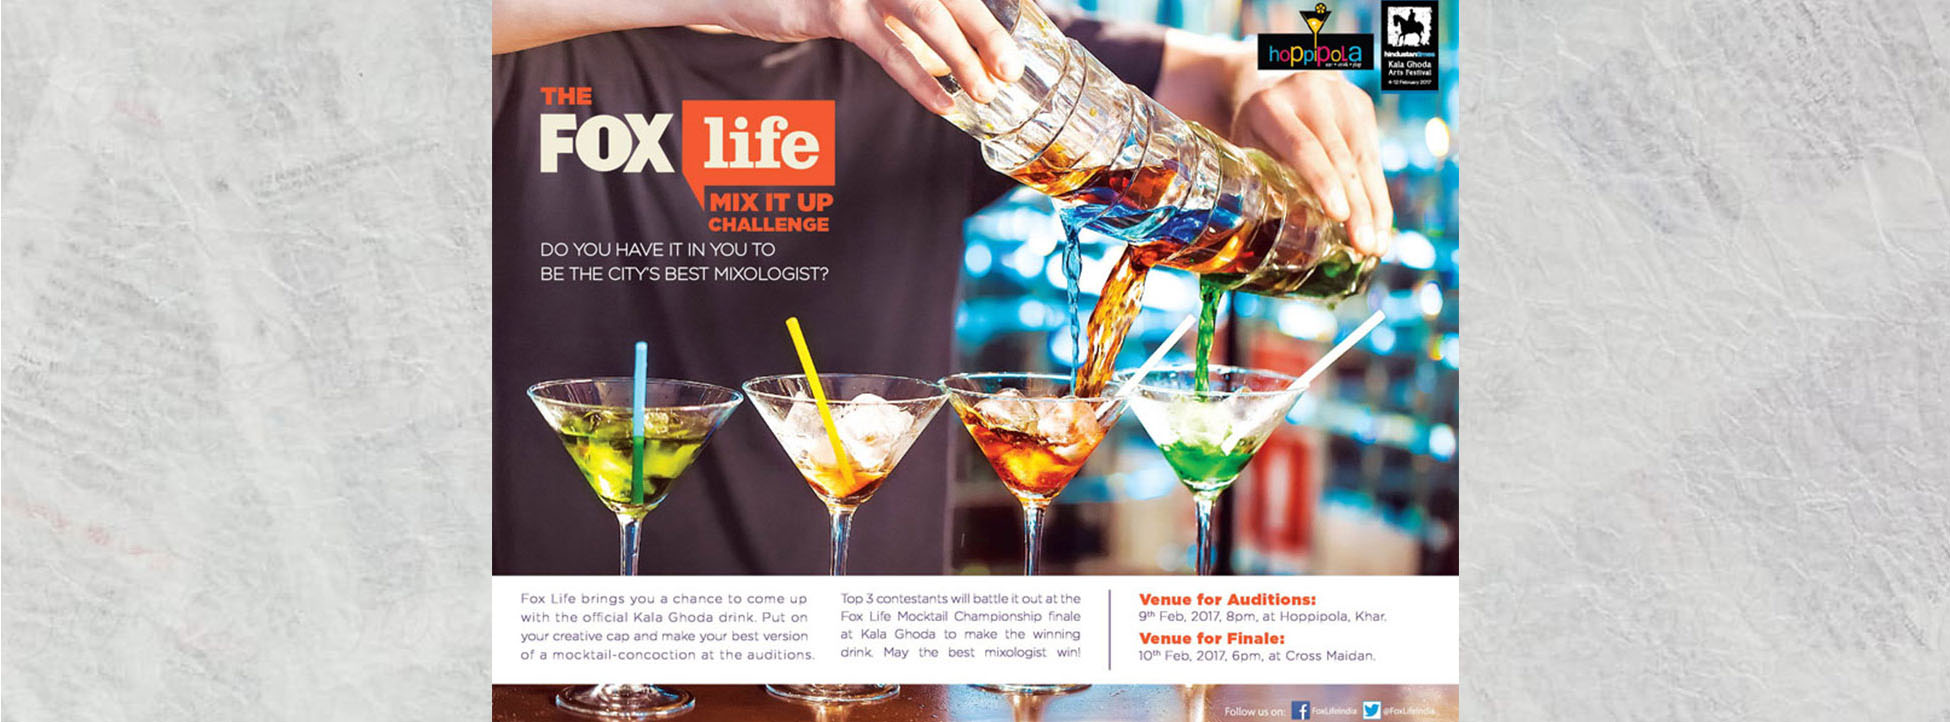 hoppipola
eat • drink • play
hindustantimes
Kala Ghoda
Arts Festival
4-12 February 2017
THE
FOX life
MIX IT UP
CHALLENGE
DO YOU HAVE IT IN YOU TO
BE THE CITY'S BEST MIXOLOGIST?
Fox Life brings you a chance to come up
with the official Kala Ghoda drink. Put on
your creative cap and make your best version
of a mocktail-concoction at the auditions.
Top 3 contestants will battle it out at the
Fox Life Mocktail Championship finale
at Kala Ghoda to make the winning
drink. May the best mixologist win!
Venue for Auditions:
9th Feb, 2017, 8pm, at Hoppipola, Khar.
Venue for Finale:
10th Feb, 2017, 6pm, at Cross Maidan.
Follow us on: FoxLifeIndia @FoxLifeIndia